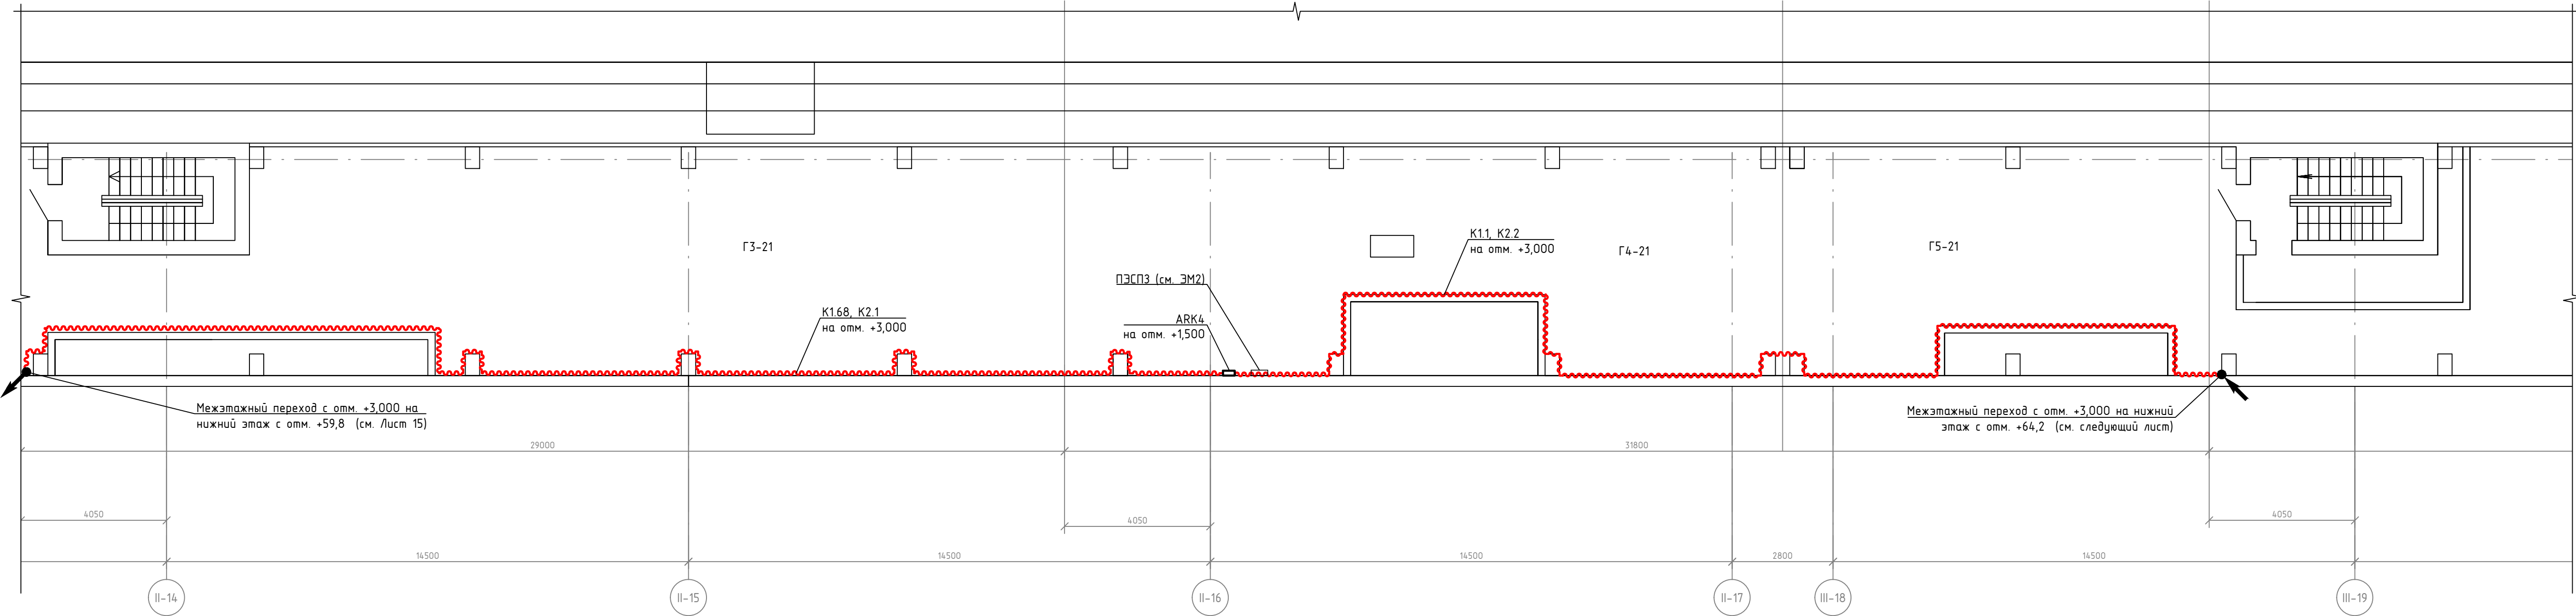 Г3-21
К1.1, К2.2
на отм. +3,000
Г4-21
Г5-21
ПЭСПЗ (см. ЭМ2)
К1.68, К2.1
на отм. +3,000
ARK4
на отм. +1,500
Межэтажный переход с отм. +3,000 на
нижний этаж с отм. +59,8 (см. Лист 15)
Межэтажный переход с отм. +3,000 на нижний
этаж с отм. +64,2 (см. следующий лист)
29000
31800
4050
4050
4050
14500
14500
14500
2800
14500
II-14
II-15
II-16
II-17
III-18
III-19